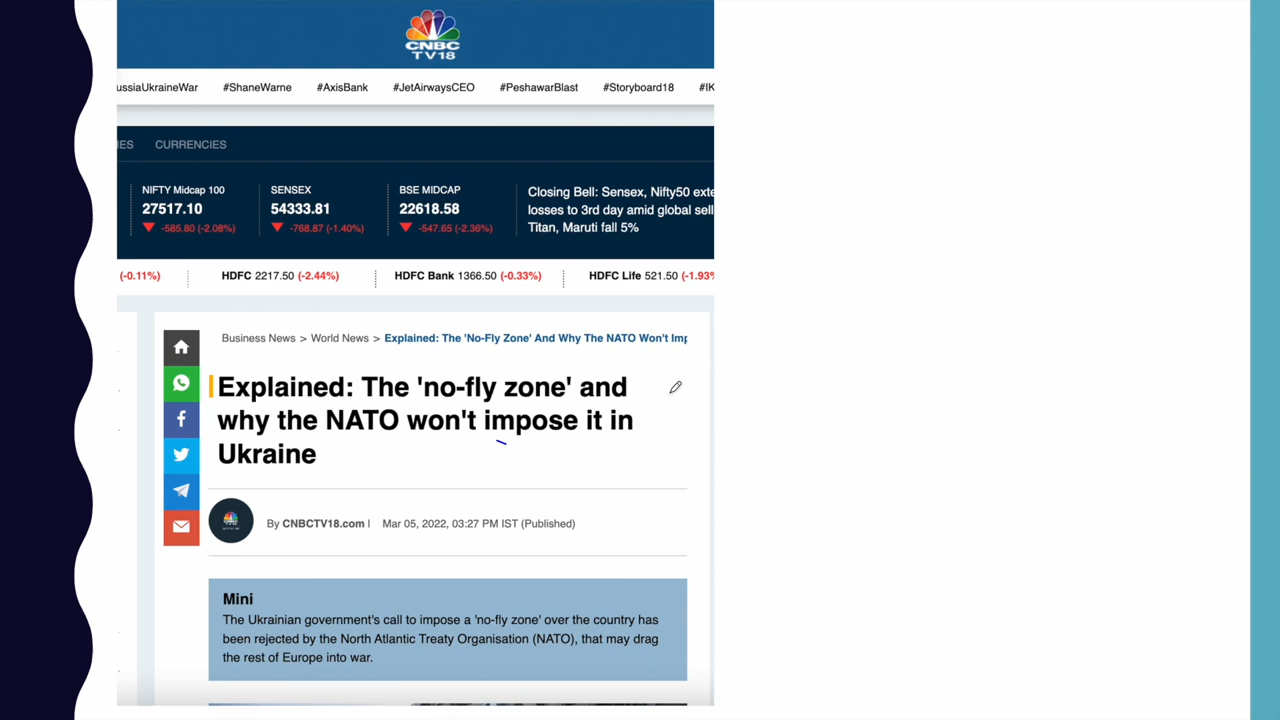 CNBC
TV18
ussiaUkraineWar #ShaneWarne #AxisBank #JetAirwaysCEO #PeshawarBlast #Storyboard18 #IK
IES CURRENCIES
NIFTY Midcap 100 SENSEX BSE MIDCAP
27517.10 54333.81 22618.58
-585.80 (-2.08%) -768.87 (-1.40%) -547.65 (-2.36%)
Closing Bell: Sensex, Nifty50 exte
losses to 3rd day amid global sell
Titan, Maruti fall 5%
(-0.11%) HDFC 2217.50 (-2.44%) HDFC Bank 1366.50 (-0.33%) HDFC Life 521.50 (-1.93%
Business News > World News > Explained: The 'No-Fly Zone' And Why The NATO Won't Imp
Explained: The 'no-fly zone' and
why the NATO won't impose it in
Ukraine
By CNBCTV18.com | Mar 05, 2022, 03:27 PM IST (Published)
Mini
The Ukrainian government's call to impose a 'no-fly zone' over the country has
been rejected by the North Atlantic Treaty Organisation (NATO), that may drag
the rest of Europe into war.